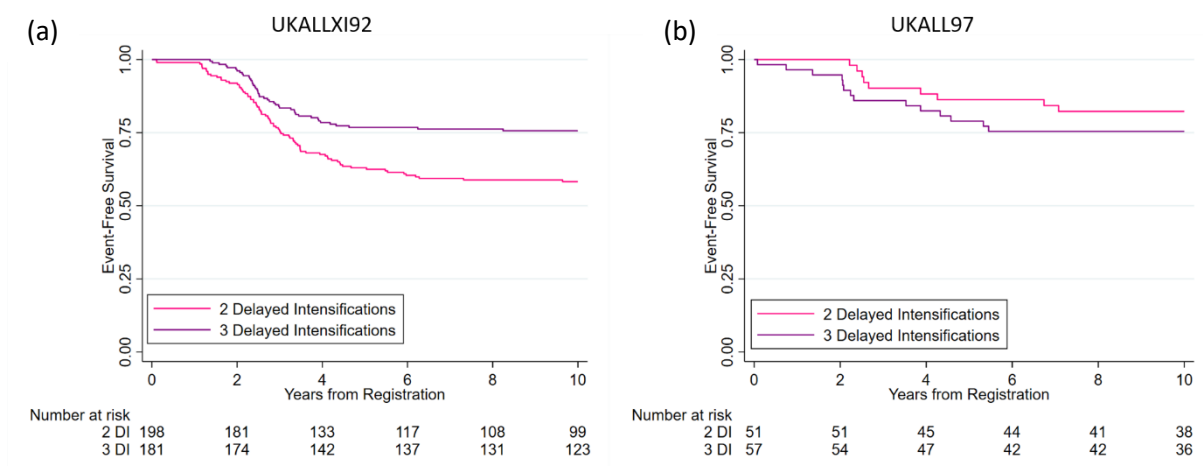 (a)
UKALLXI92
Event-Free Survival
1.00
0.75
0.50
0.25
0.00
2 Delayed Intensifications
3 Delayed Intensifications
0 2 4 6 8 10
Years from Registration
Number at risk
2 DI 198 181 133 117 108 99
3 DI 181 174 142 137 131 123
(b)
UKALL97
Event-Free Survival
1.00
0.75
0.50
0.25
0.00
2 Delayed Intensifications
3 Delayed Intensifications
0 2 4 6 8 10
Years from Registration
Number at risk
2 DI 51 51 45 44 41 38
3 DI 57 54 47 42 42 36